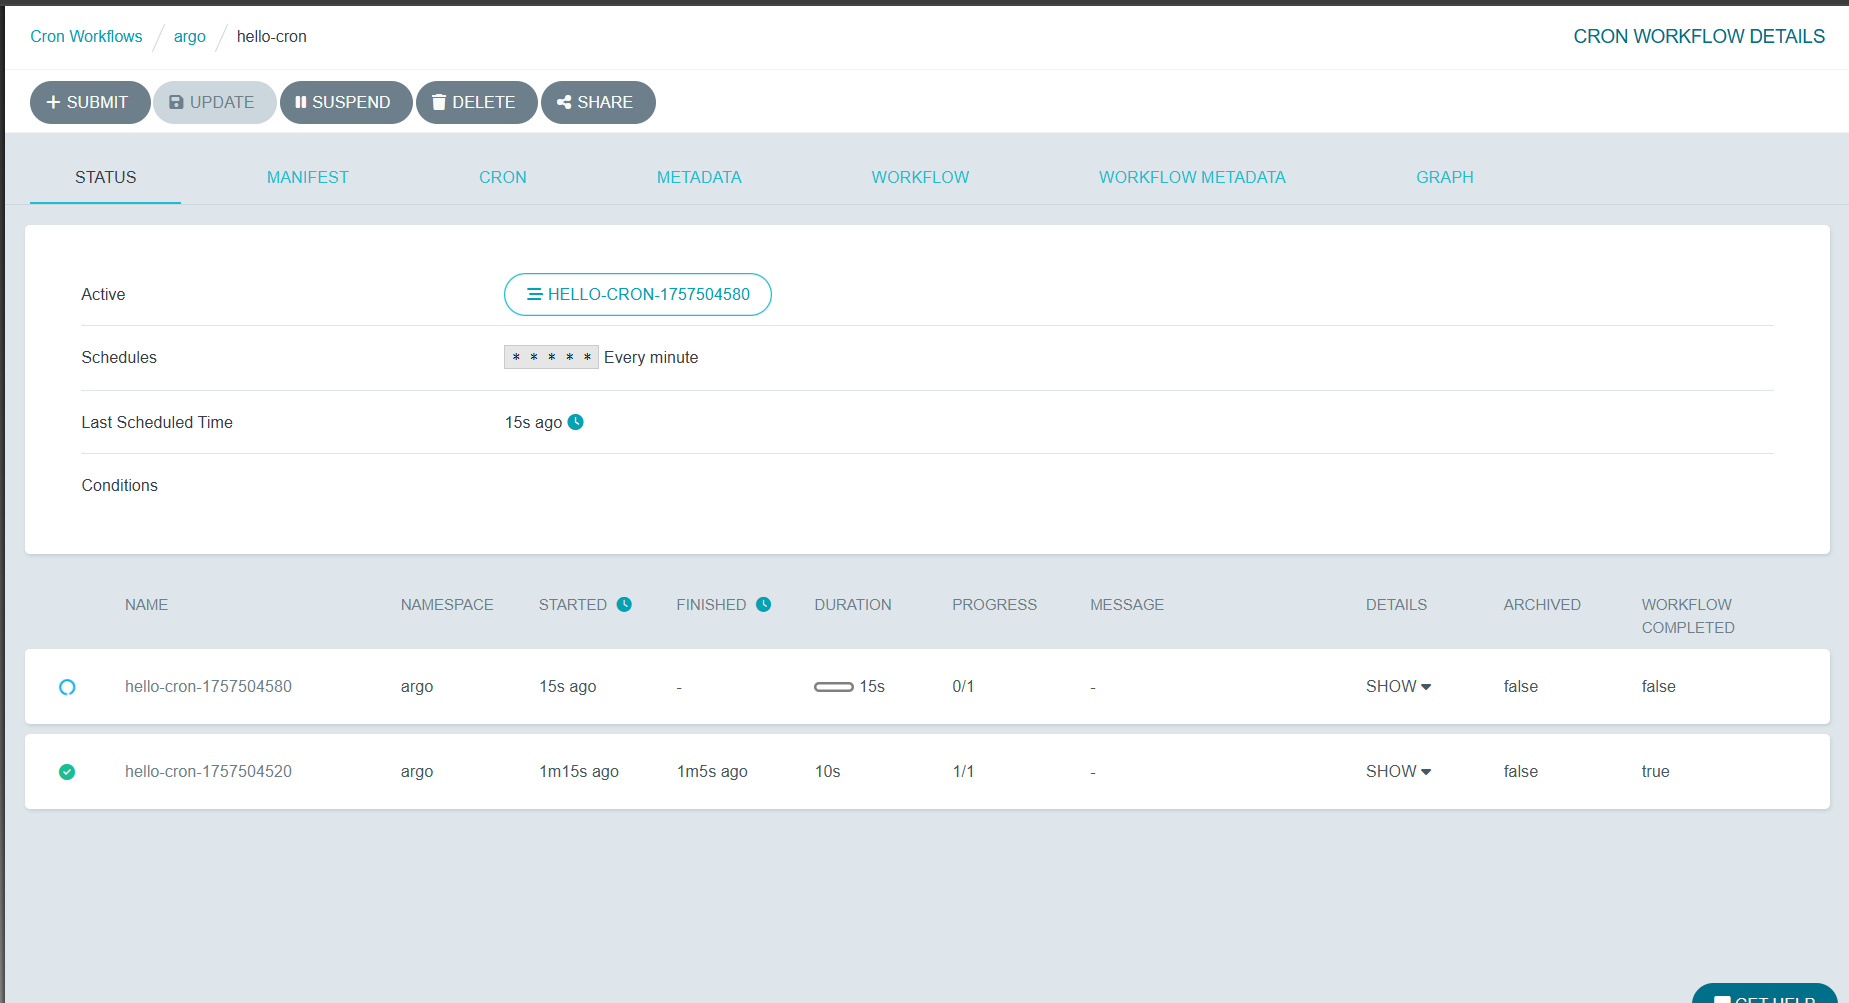 Cron Workflows / argo / hello-cron
CRON WORKFLOW DETAILS
SUBMIT UPDATE SUSPEND DELETE SHARE
STATUS MANIFEST CRON METADATA WORKFLOW WORKFLOW METADATA GRAPH
Active HELLO-CRON-1757504580
Schedules * * * * * Every minute
Last Scheduled Time 15s ago
Conditions
NAME NAMESPACE STARTED FINISHED DURATION PROGRESS MESSAGE DETAILS ARCHIVED WORKFLOW COMPLETED
hello-cron-1757504580 argo 15s ago - 15s 0/1 - SHOW false false
hello-cron-1757504520 argo 1m15s ago 1m5s ago 10s 1/1 - SHOW false true
GET HELP